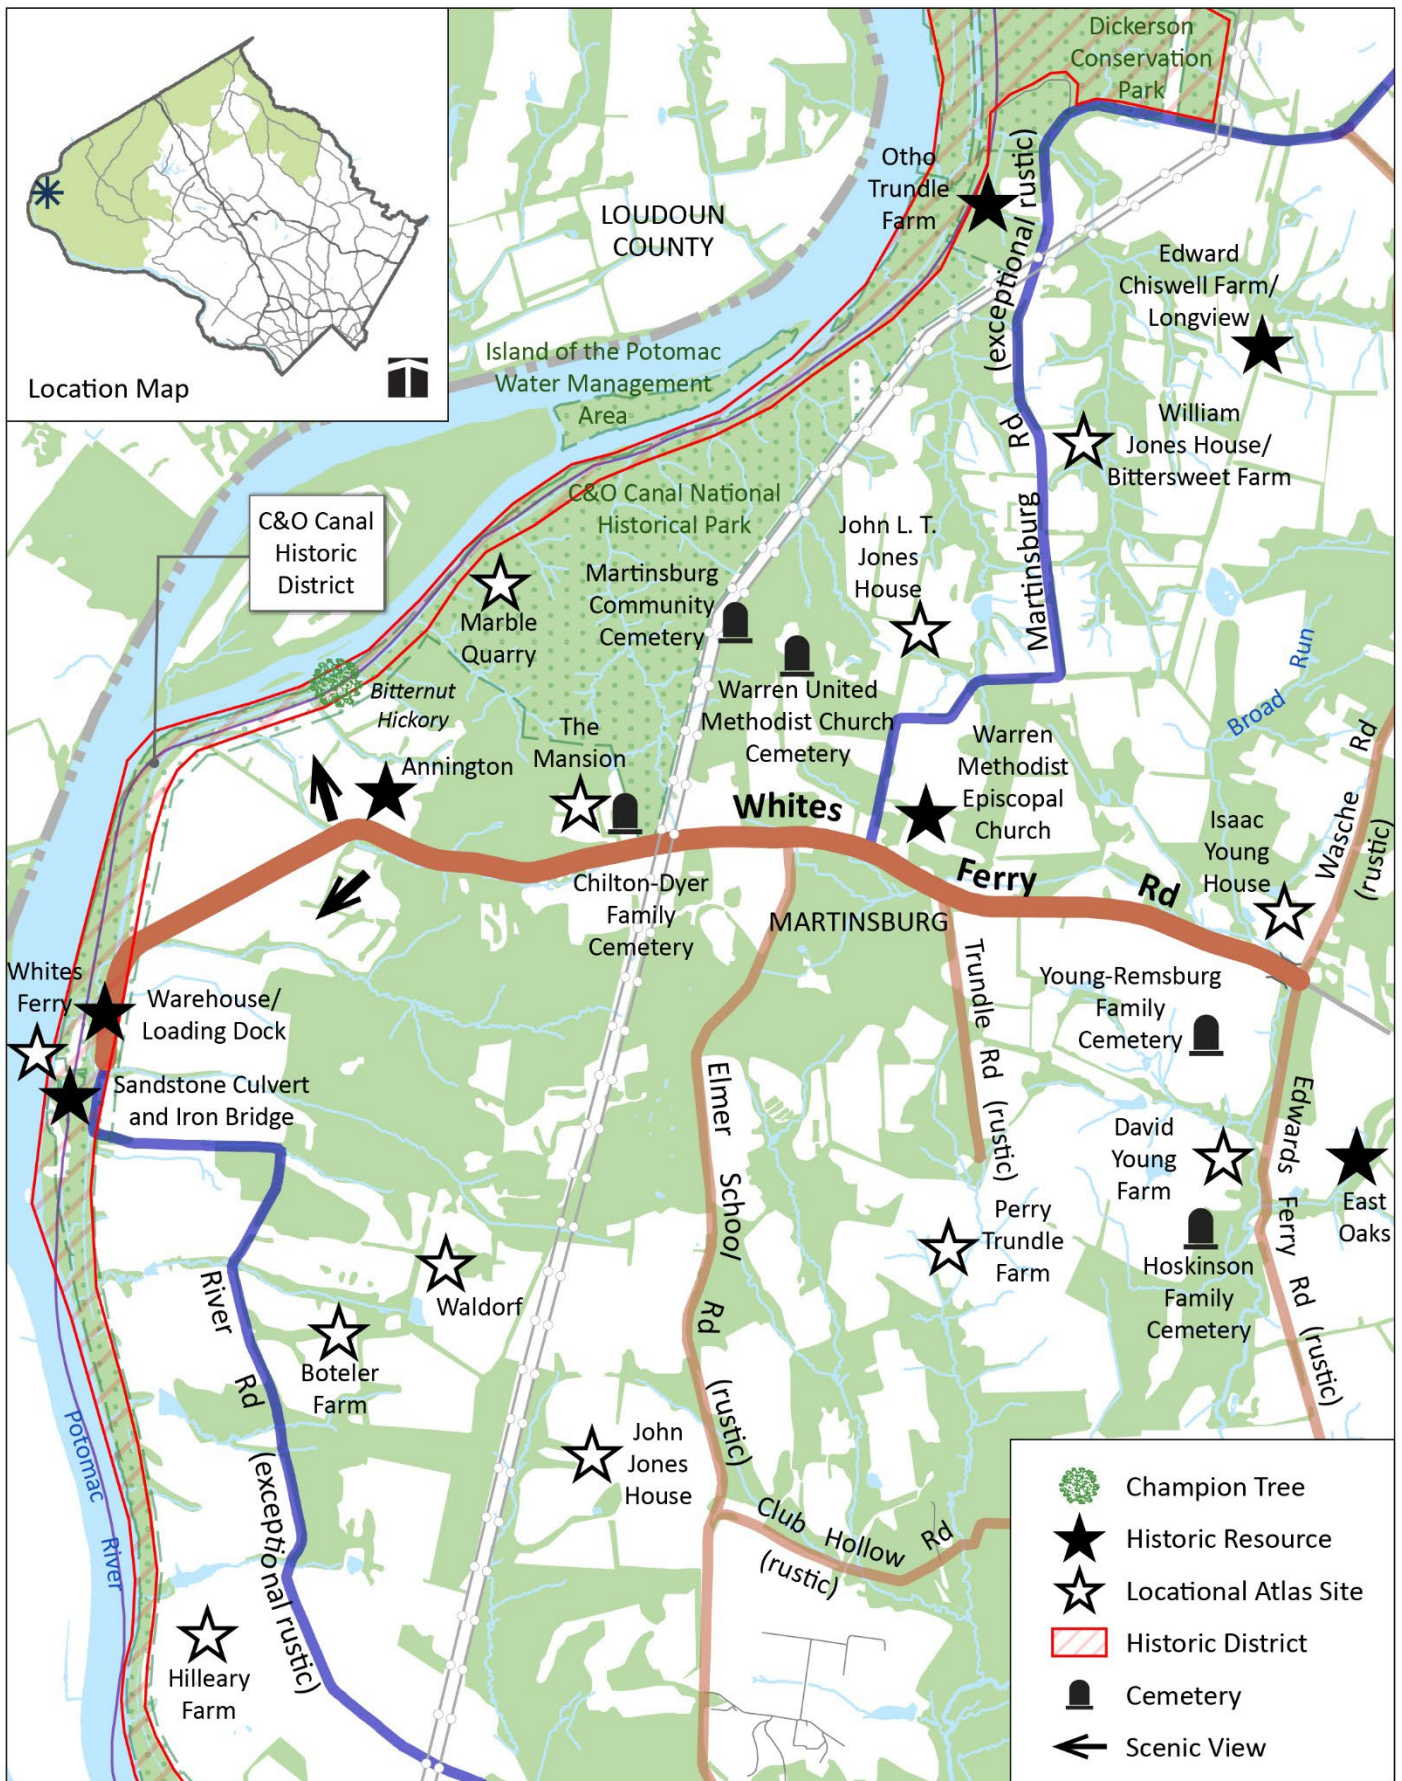 Dickerson
Conservation
Park
Otho
Trundle
Farm
LOUDOUN
COUNTY
(exceptional rustic)
Edward
Chiswell Farm/
Longview
Location Map
Island of the Potomac
Water Management
Area
William
Jones House/
Bittersweet Farm
Martinsburg Rd
C&O Canal
Historic
District
C&O Canal National
Historical Park
John L. T.
Jones
House
Martinsburg
Community
Cemetery
Marble
Quarry
Broad Run
Bitternut
Hickory
Warren United
Methodist Church
Cemetery
The
Mansion
Annington
Warren
Methodist
Episcopal
Church
Wasche Rd
(rustic)
Isaac
Young
House
Whites Ferry Rd
Chilton-Dyer
Family
Cemetery
MARTINSBURG
Whites
Ferry
Warehouse/
Loading Dock
Trundle Rd (rustic)
Young-Remsburg
Family
Cemetery
Sandstone Culvert
and Iron Bridge
Elmer School Rd (rustic)
Edwards Ferry Rd (rustic)
David
Young
Farm
East
Oaks
Perry
Trundle
Farm
Hoskinson
Family
Cemetery
River Rd (exceptional rustic)
Waldorf
Boteler
Farm
Potomac River
John
Jones
House
Club Hollow Rd
(rustic)
Hilleary
Farm
Champion Tree
Historic Resource
Locational Atlas Site
Historic District
Cemetery
Scenic View